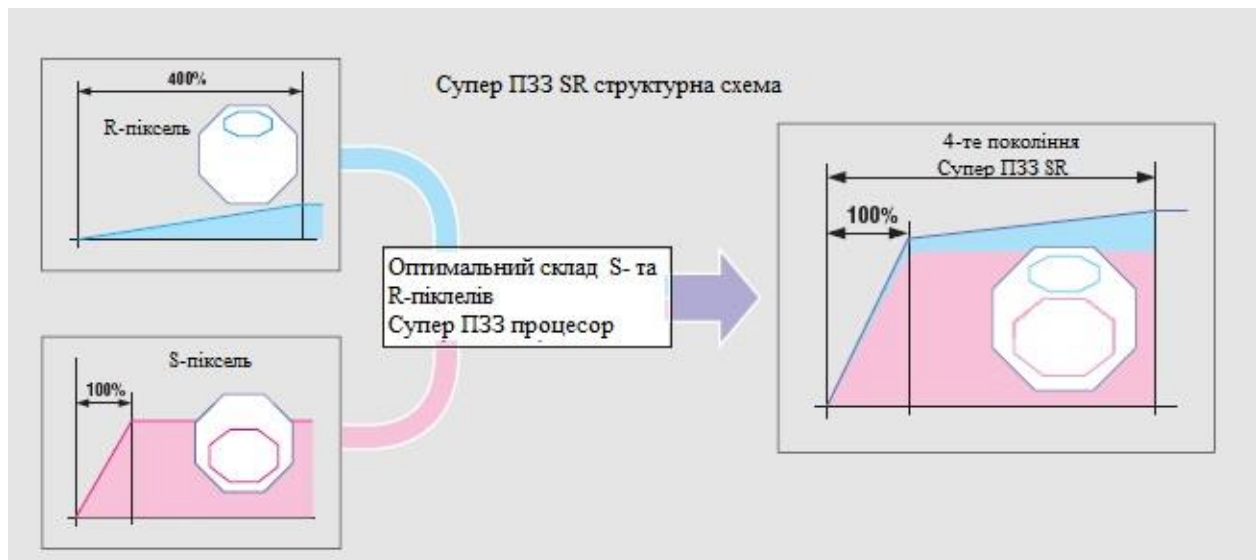 Супер ПЗЗ SR структурна схема
400%
R-піксель
S-піксель
100%
Оптимальний склад S- та
R-піклелів
Супер ПЗЗ процесор
4-те покоління
Супер ПЗЗ SR
100%